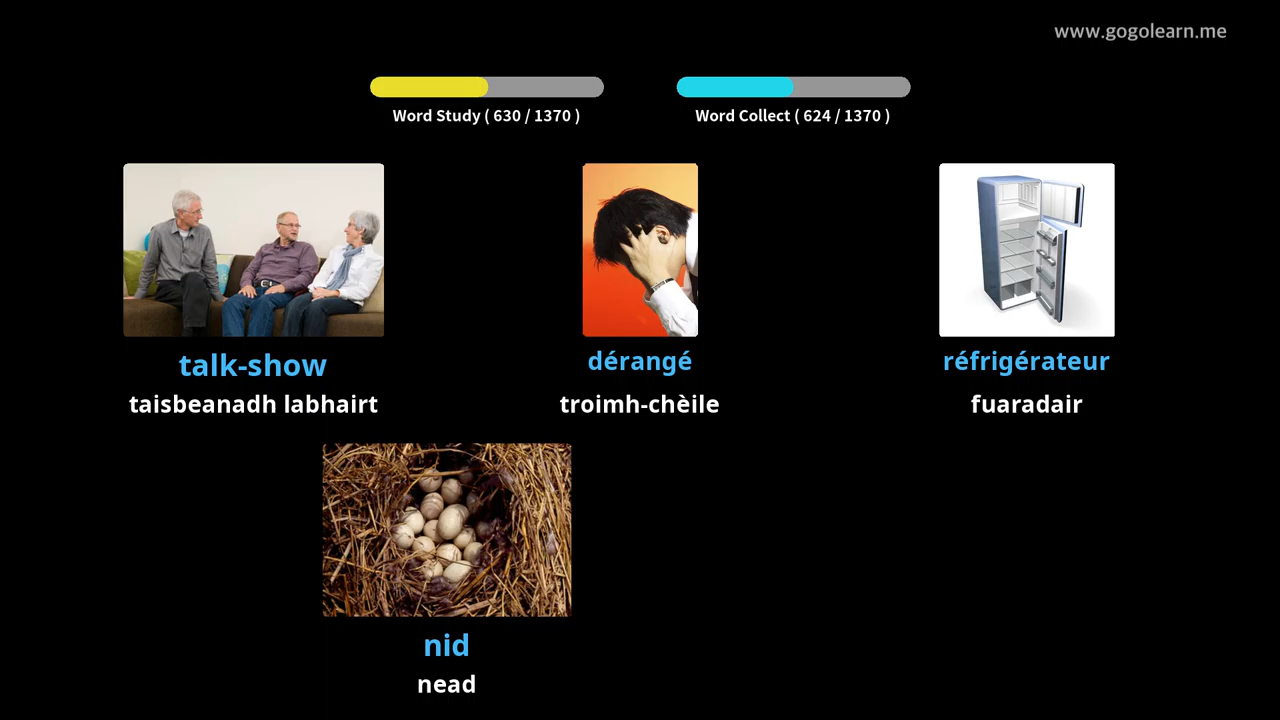 www.gogolearn.me
Word Study ( 630 / 1370 )
Word Collect ( 624 / 1370 )
talk-show
dérangé
réfrigérateur
taisbeanadh labhairt
troimh-chèile
fuaradair
nid
nead